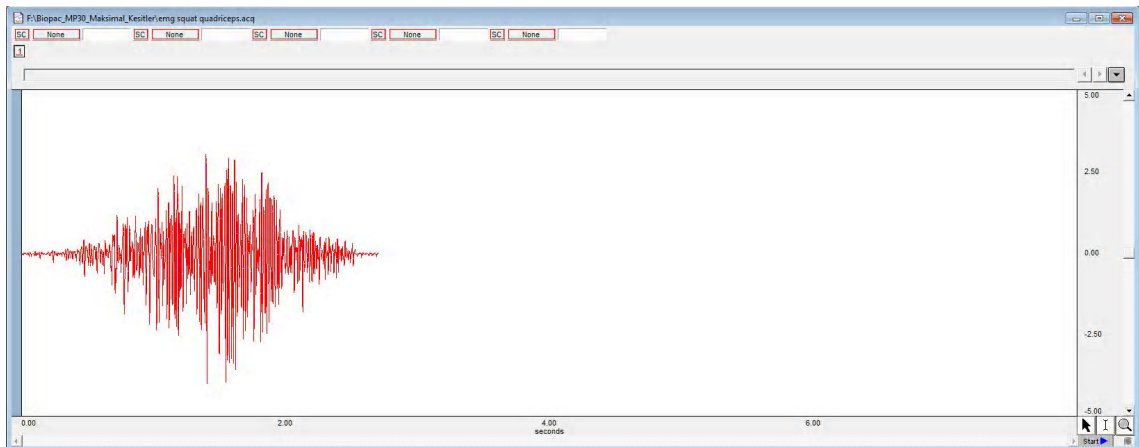 F:\Biopac_MP30_Maksimal_Kesitler\emg squat quadriceps.acq
SC None SC None SC None SC None SC None
1
5.00
2.50
0.00
-2.50
-5.00
0.00 2.00 4.00 6.00
seconds
Start